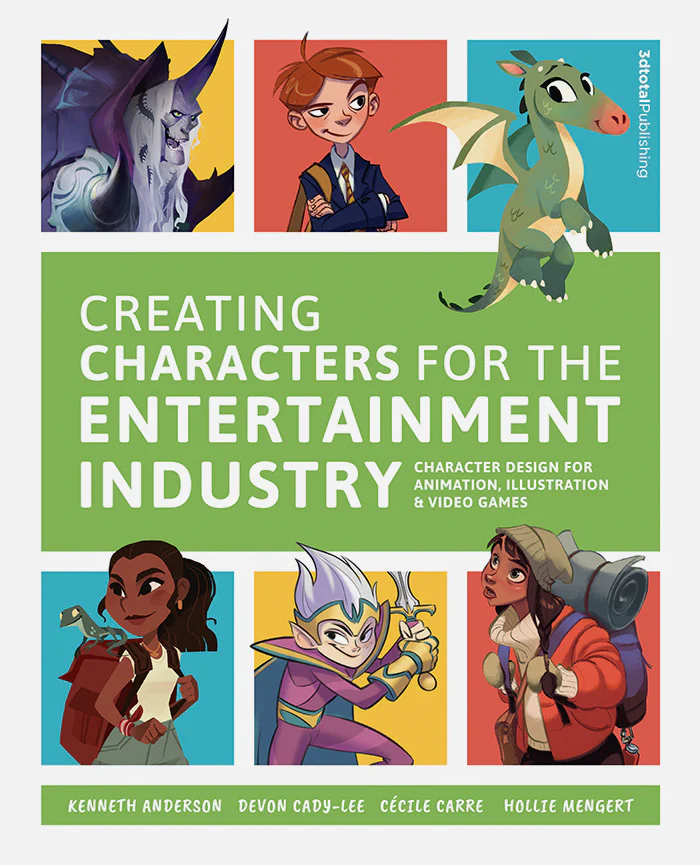 3dtotalPublishing
CREATING
CHARACTERS FOR THE
ENTERTAINMENT
INDUSTRY
CHARACTER DESIGN FOR
ANIMATION, ILLUSTRATION
& VIDEO GAMES
KENNETH ANDERSON DEVON CADY-LEE CÉCILE CARRE HOLLIE MENGERT